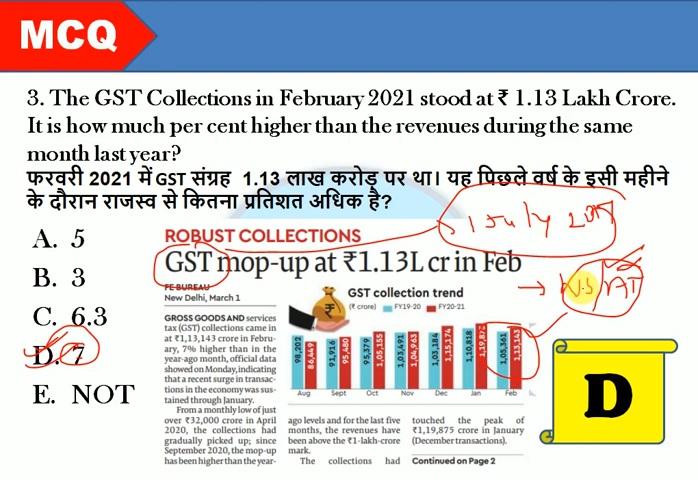 MCQ
3. The GST Collections in February 2021 stood at ₹ 1.13 Lakh Crore.
It is how much per cent higher than the revenues during the same
month last year?
फरवरी 2021 में GST संग्रह 1.13 लाख करोड़ पर था। यह पिछले वर्ष के इसी महीने
के दौरान राजस्व से कितना प्रतिशत अधिक है?
A. 5
B. 3
C. 6.3
D. 7
E. NOT
1 July 2017
ROBUST COLLECTIONS
GST mop-up at ₹1.13L cr in Feb
FE BUREAU
New Delhi, March 1
GROSS GOODS AND services
tax (GST) collections came in
at ₹1,13,143 crore in Febru-
ary, 7% higher than in the
year-ago month, official data
showed on Monday, indicating
that a recent surge in transac-
tions in the economy was sus-
tained through January.
From a monthly low of just
over ₹32,000 crore in April
2020, the collections had
gradually picked up; since
September 2020, the mop-up
has been higher than the year-
GST collection trend
(₹ crore) FY19-20 FY20-21
98,202 86,449 91,916 95,480 95,379 1,05,155 1,03,491 1,04,963 1,03,184 1,15,174 1,10,818 1,19,875 1,05,361 1,13,143
Aug Sept Oct Nov Dec Jan Feb
ago levels and for the last five
months, the revenues have
been above the ₹1-lakh-crore
mark.
The collections had
touched the peak of
₹1,19,875 crore in January
(December transactions).
Continued on Page 2
D